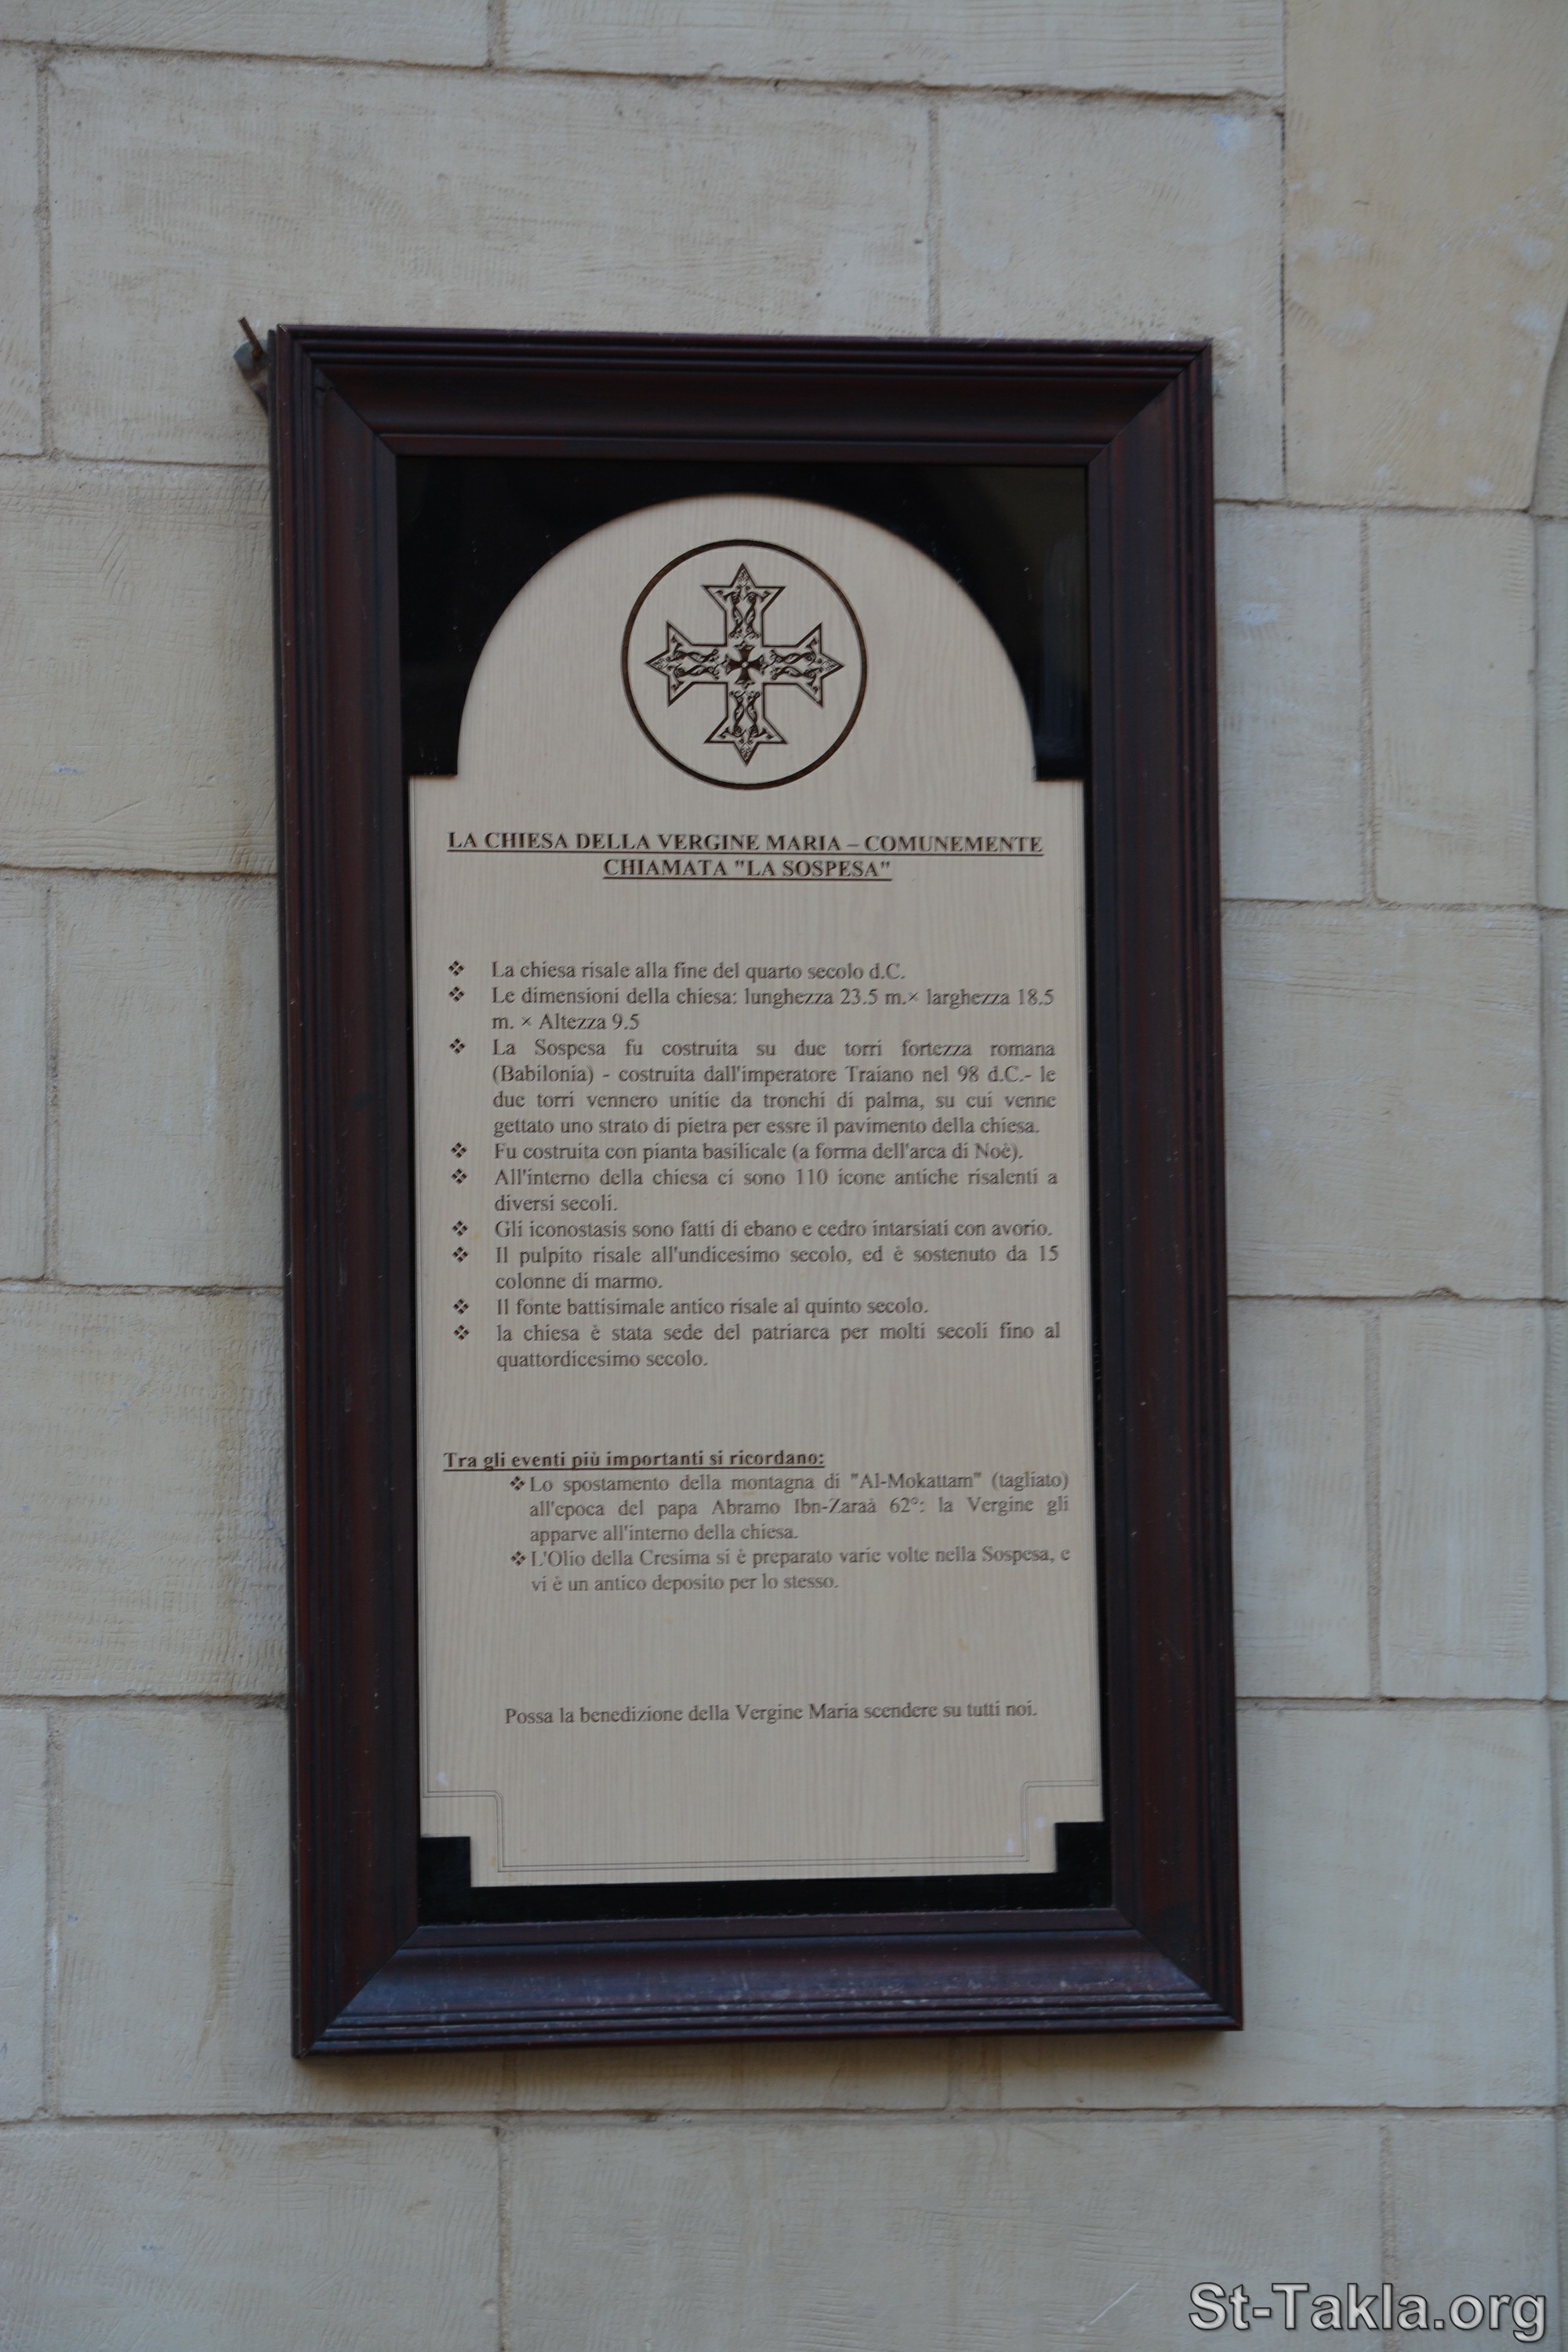 LA CHIESA DELLA VERGINE MARIA – COMUNEMENTE
CHIAMATA "LA SOSPESA"
❖ La chiesa risale alla fine del quarto secolo d.C.
❖ Le dimensioni della chiesa: lunghezza 23.5 m.× larghezza 18.5
m. × Altezza 9.5
❖ La Sospesa fu costruita su due torri fortezza romana
(Babilonia) - costruita dall'imperatore Traiano nel 98 d.C.- le
due torri vennero unitie da tronchi di palma, su cui venne
gettato uno strato di pietra per essre il pavimento della chiesa.
❖ Fu costruita con pianta basilicale (a forma dell'arca di Noè).
❖ All'interno della chiesa ci sono 110 icone antiche risalenti a
diversi secoli.
❖ Gli iconostasis sono fatti di ebano e cedro intarsiati con avorio.
❖ Il pulpito risale all'undicesimo secolo, ed è sostenuto da 15
colonne di marmo.
❖ Il fonte battisimale antico risale al quinto secolo.
❖ la chiesa è stata sede del patriarca per molti secoli fino al
quattordicesimo secolo.
Tra gli eventi più importanti si ricordano:
❖ Lo spostamento della montagna di "Al-Mokattam" (tagliato)
all'epoca del papa Abramo Ibn-Zaraà 62°: la Vergine gli
apparve all'interno della chiesa.
❖ L'Olio della Cresima si è preparato varie volte nella Sospesa, e
vi è un antico deposito per lo stesso.
Possa la benedizione della Vergine Maria scendere su tutti noi.
St-Takla.org